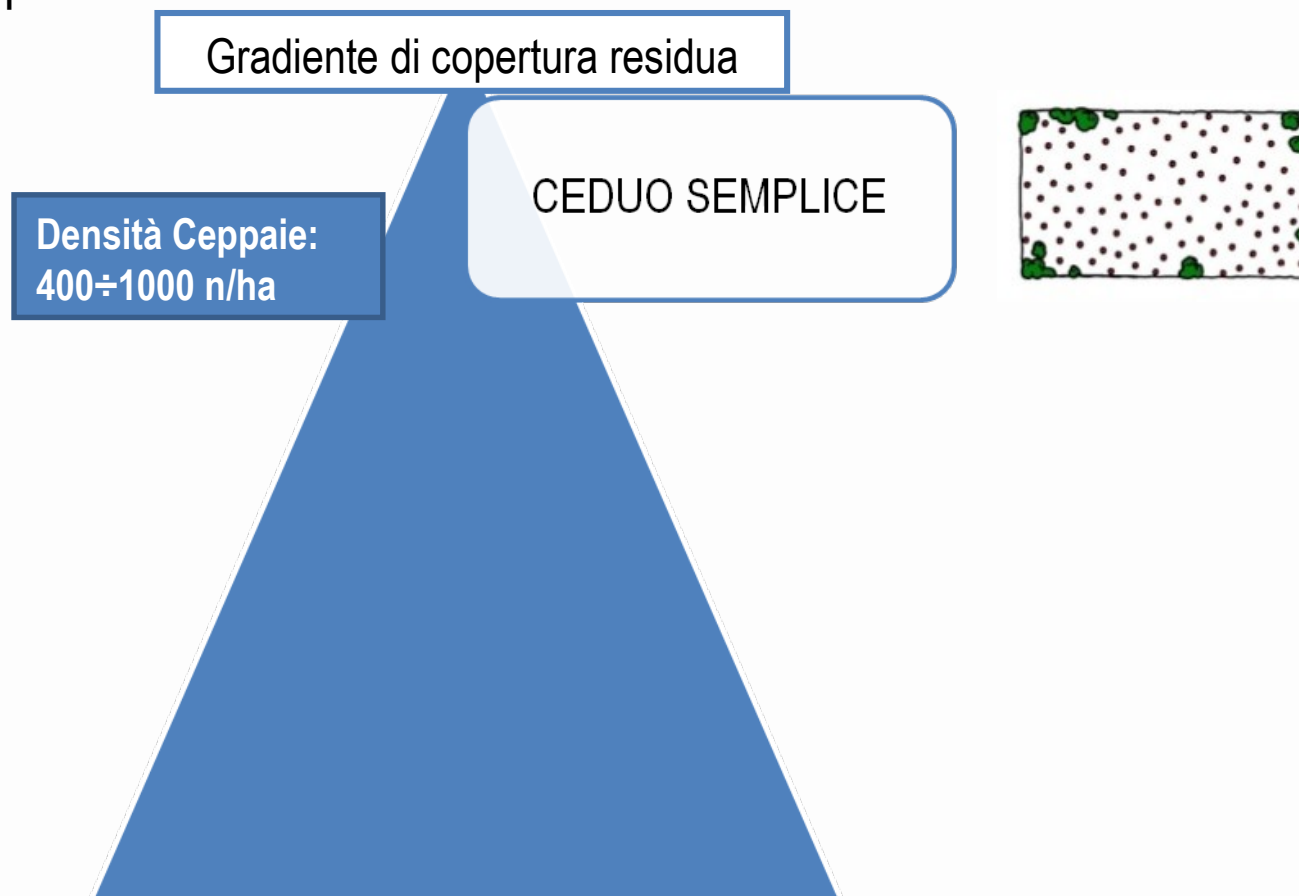 Gradiente di copertura residua
CEDUO SEMPLICE
Densità Ceppaie:
400÷1000 n/ha